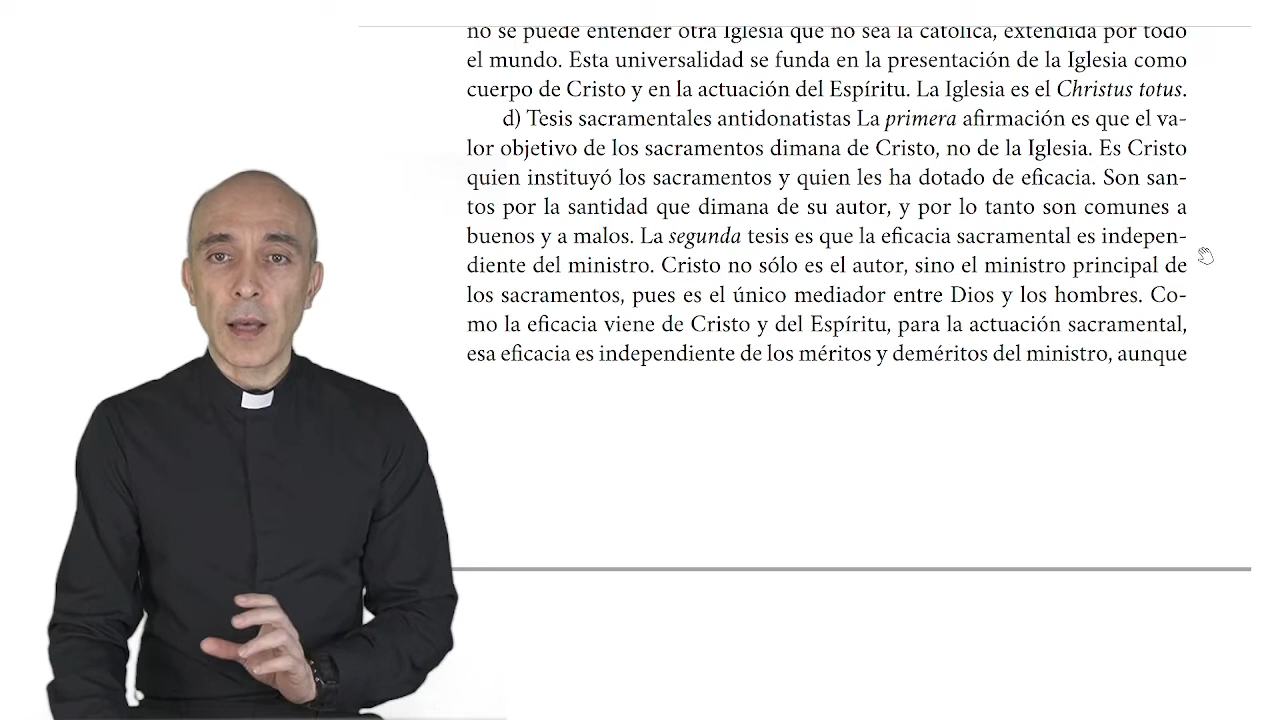 no se puede entender otra Iglesia que no sea la católica, extendida por todo
el mundo. Esta universalidad se funda en la presentación de la Iglesia como
cuerpo de Cristo y en la actuación del Espíritu. La Iglesia es el Christus totus.
d) Tesis sacramentales antidonatistas La primera afirmación es que el va-
lor objetivo de los sacramentos dimana de Cristo, no de la Iglesia. Es Cristo
quien instituyó los sacramentos y quien les ha dotado de eficacia. Son san-
tos por la santidad que dimana de su autor, y por lo tanto son comunes a
buenos y a malos. La segunda tesis es que la eficacia sacramental es indepen-
diente del ministro. Cristo no sólo es el autor, sino el ministro principal de
los sacramentos, pues es el único mediador entre Dios y los hombres. Co-
mo la eficacia viene de Cristo y del Espíritu, para la actuación sacramental,
esa eficacia es independiente de los méritos y deméritos del ministro, aunque